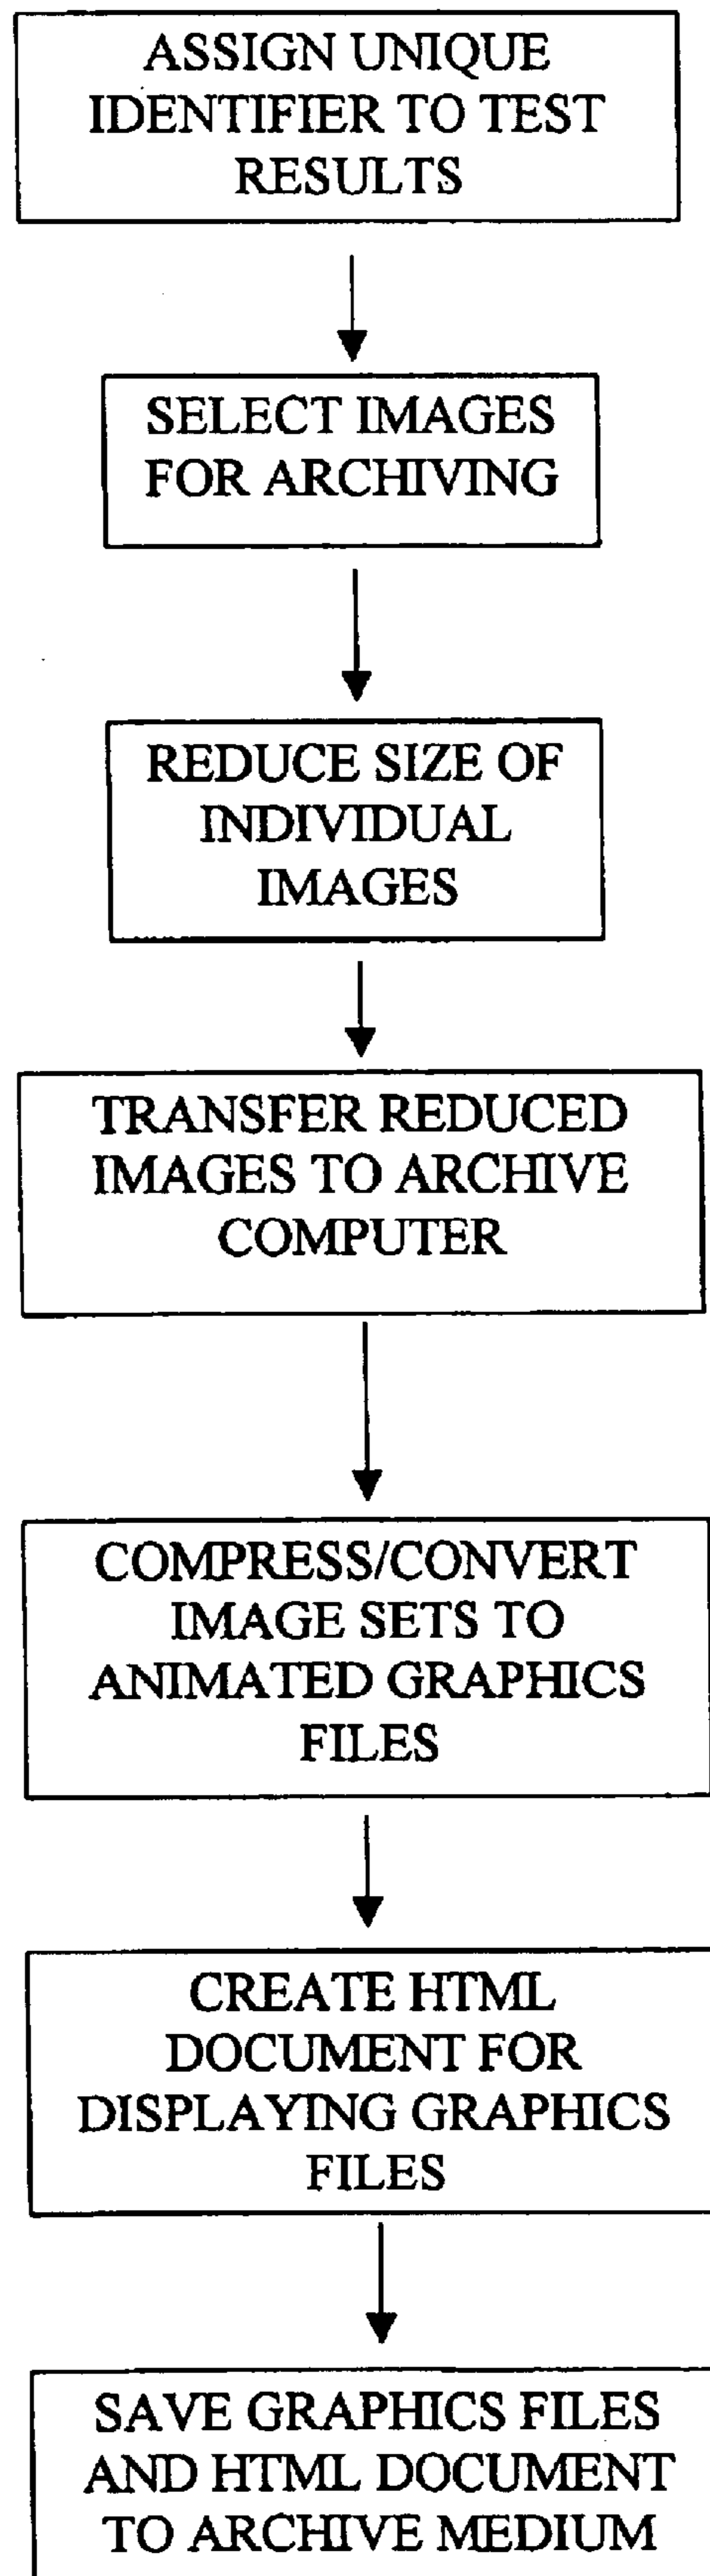 ASSIGN UNIQUE
IDENTIFIER TO TEST
RESULTS
SELECT IMAGES
FOR ARCHIVING
REDUCE SIZE OF
INDIVIDUAL
IMAGES
TRANSFER REDUCED
IMAGES TO ARCHIVE
COMPUTER
COMPRESS/CONVERT
IMAGE SETS TO
ANIMATED GRAPHICS
FILES
CREATE HTML
DOCUMENT FOR
DISPLAYING GRAPHICS
FILES
SAVE GRAPHICS FILES
AND HTML DOCUMENT
TO ARCHIVE MEDIUM